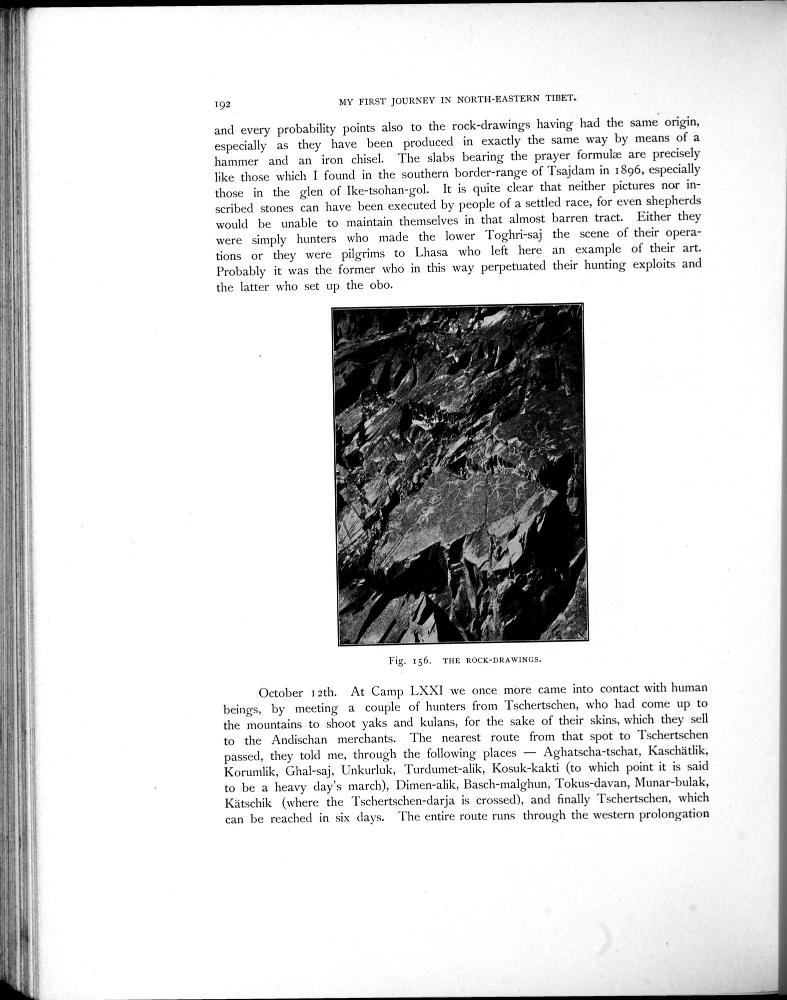 192
MY FIRST JOURNEY IN NORTH-EASTERN TIBET.
and every probability points also to the rock-drawings having had the same origin,
especially as they have been produced in exactly the same way by means of a
hammer and an iron chisel. The slabs bearing the prayer formulæ are precisely
like those which I found in the southern border-range of Tsajdam in 1896, especially
those in the glen of Ike-tsohan-gol. It is quite clear that neither pictures nor in-
scribed stones can have been executed by people of a settled race, for even shepherds
would be unable to maintain themselves in that almost barren tract. Either they
were simply hunters who made the lower Toghri-saj the scene of their opera-
tions or they were pilgrims to Lhasa who left here an example of their art.
Probably it was the former who in this way perpetuated their hunting exploits and
the latter who set up the obo.
Fig. 156. THE ROCK-DRAWINGS.
October 12th. At Camp LXXI we once more came into contact with human
beings, by meeting a couple of hunters from Tschertschen, who had come up to
the mountains to shoot yaks and kulans, for the sake of their skins, which they sell
to the Andischan merchants. The nearest route from that spot to Tschertschen
passed, they told me, through the following places — Aghatscha-tschat, Kaschätlik,
Korumlik, Ghal-saj, Unkurluk, Turdumet-alik, Kosuk-kakti (to which point it is said
to be a heavy day's march), Dimen-alik, Basch-malghun, Tokus-davan, Munar-bulak,
Kätschik (where the Tschertschen-darja is crossed), and finally Tschertschen, which
can be reached in six days. The entire route runs through the western prolongation